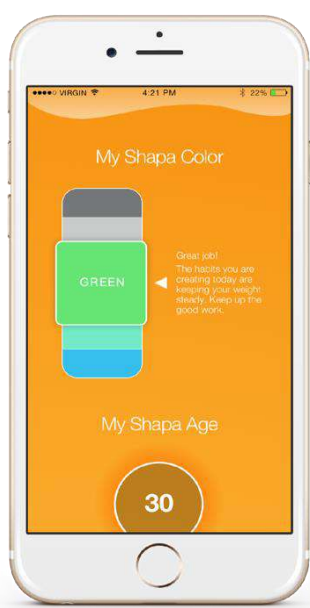 VIRGIN 4:21 PM 22%
My Shapa Color
GREEN
Great job!
The habits you are
creating today are
keeping your weight
steady. Keep up the
good work.
My Shapa Age
30